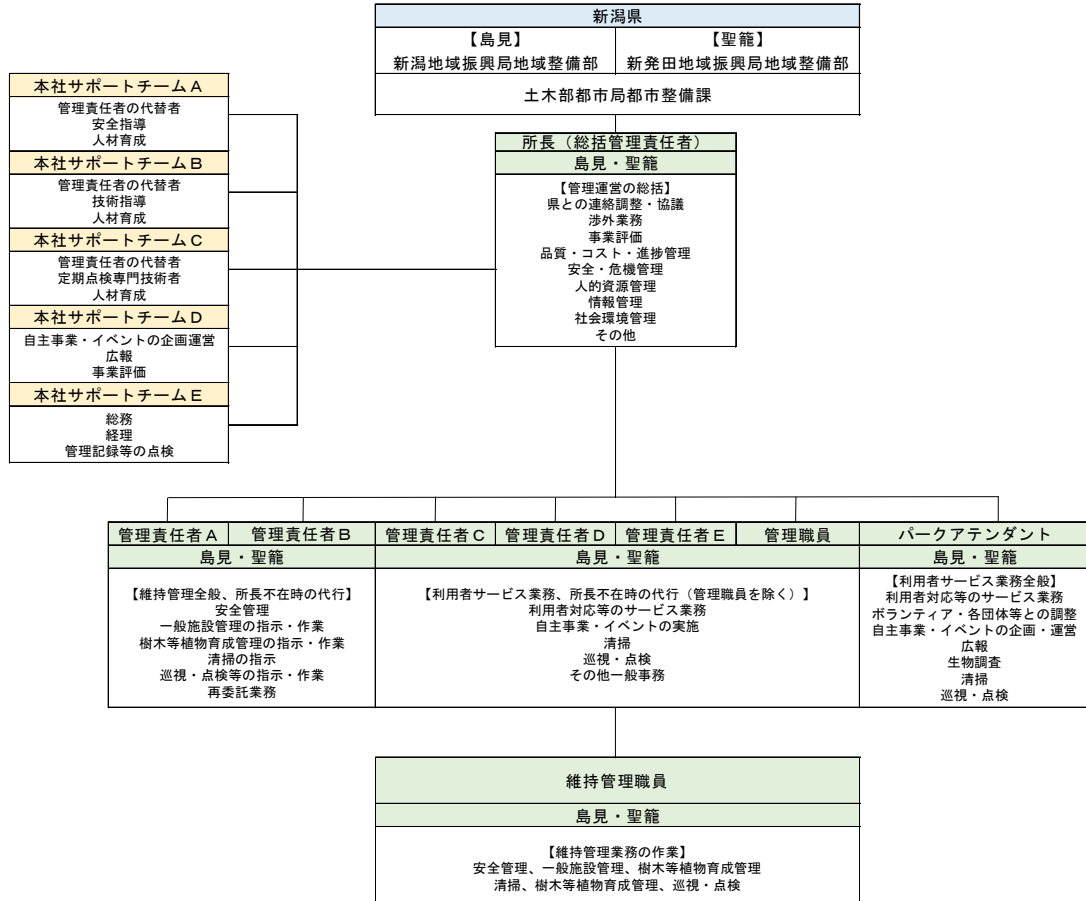 新潟県
【島見】
新潟地域振興局地域整備部
【聖籠】
新発田地域振興局地域整備部
土木部都市局都市整備課
本社サポートチームA
管理責任者の代替者
安全指導
人材育成
本社サポートチームB
管理責任者の代替者
技術指導
人材育成
本社サポートチームC
管理責任者の代替者
定期点検専門技術者
人材育成
本社サポートチームD
自主事業・イベントの企画運営
広報
事業評価
本社サポートチームE
総務
経理
管理記録等の点検
所長（総括管理責任者）
島見・聖籠
【管理運営の総括】
県との連絡調整・協議
渉外業務
事業評価
品質・コスト・進捗管理
安全・危機管理
人的資源管理
情報管理
社会環境管理
その他
管理責任者A
管理責任者B
島見・聖籠
【維持管理全般、所長不在時の代行】
安全管理
一般施設管理の指示・作業
樹木等植物育成管理の指示・作業
清掃の指示
巡視・点検等の指示・作業
再委託業務
管理責任者C
管理責任者D
管理責任者E
管理職員
島見・聖籠
【利用者サービス業務、所長不在時の代行（管理職員を除く）】
利用者対応等のサービス業務
自主事業・イベントの実施
清掃
巡視・点検
その他一般事務
パークアテンダント
島見・聖籠
【利用者サービス業務全般】
利用者対応等のサービス業務
ボランティア・各団体等との調整
自主事業・イベントの企画・運営
広報
生物調査
清掃
巡視・点検
維持管理職員
島見・聖籠
【維持管理業務の作業】
安全管理、一般施設管理、樹木等植物育成管理
清掃、樹木等植物育成管理、巡視・点検